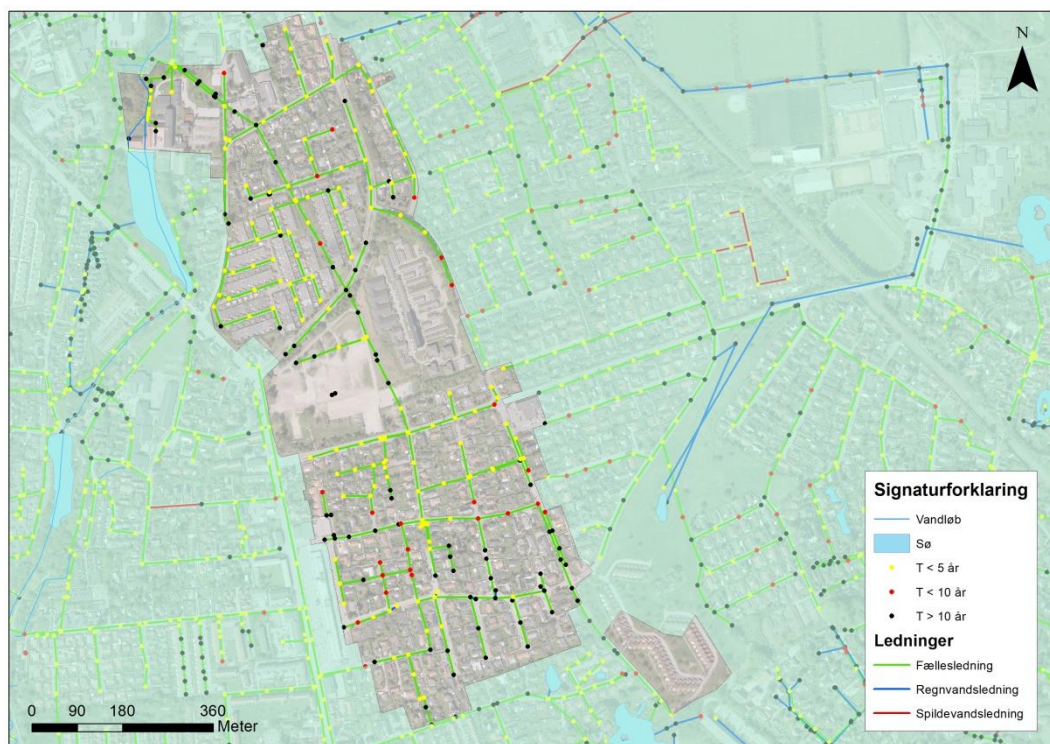 N
Signaturforklaring
Vandløb
Sø
T < 5 år
T < 10 år
T > 10 år
Ledninger
Fællesledning
Regnvandsledning
Spildevandsledning
0 90 180 360
Meter